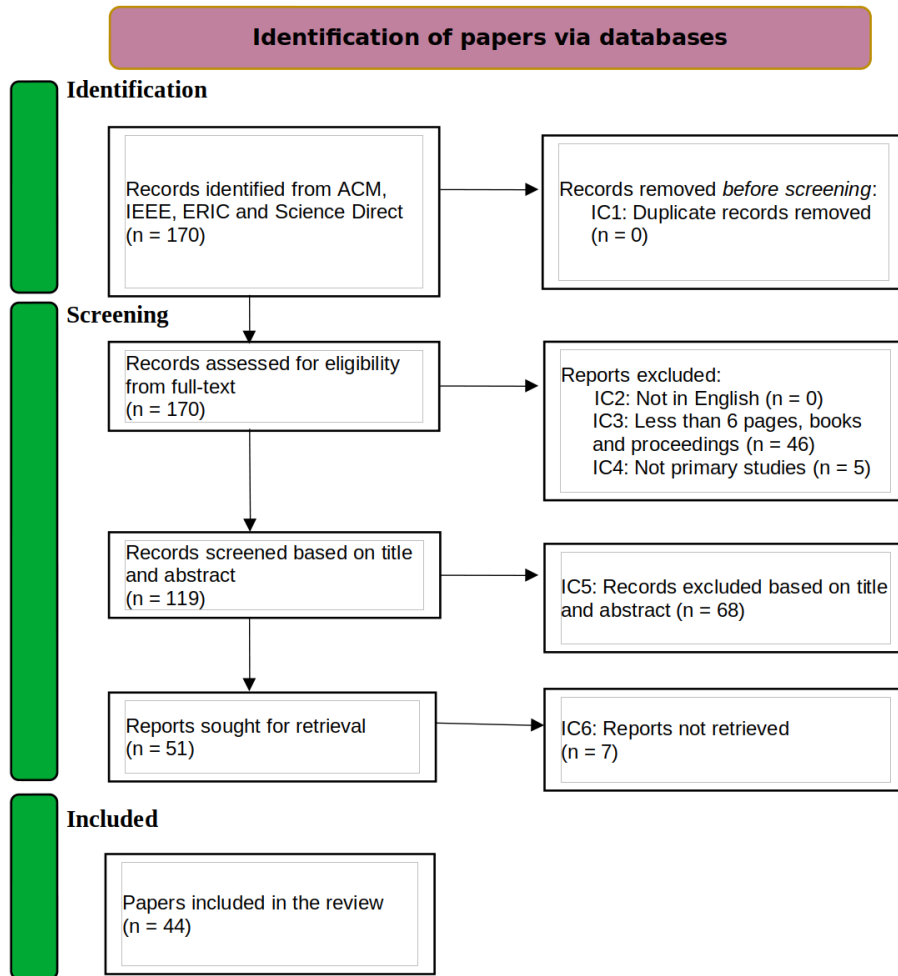 Identification of papers via databases
Identification
Records identified from ACM,
IEEE, ERIC and Science Direct
(n = 170)
Records removed before screening:
IC1: Duplicate records removed
(n = 0)
Screening
Records assessed for eligibility
from full-text
(n = 170)
Reports excluded:
IC2: Not in English (n = 0)
IC3: Less than 6 pages, books
and proceedings (n = 46)
IC4: Not primary studies (n = 5)
Records screened based on title
and abstract
(n = 119)
IC5: Records excluded based on title
and abstract (n = 68)
Reports sought for retrieval
(n = 51)
IC6: Reports not retrieved
(n = 7)
Included
Papers included in the review
(n = 44)